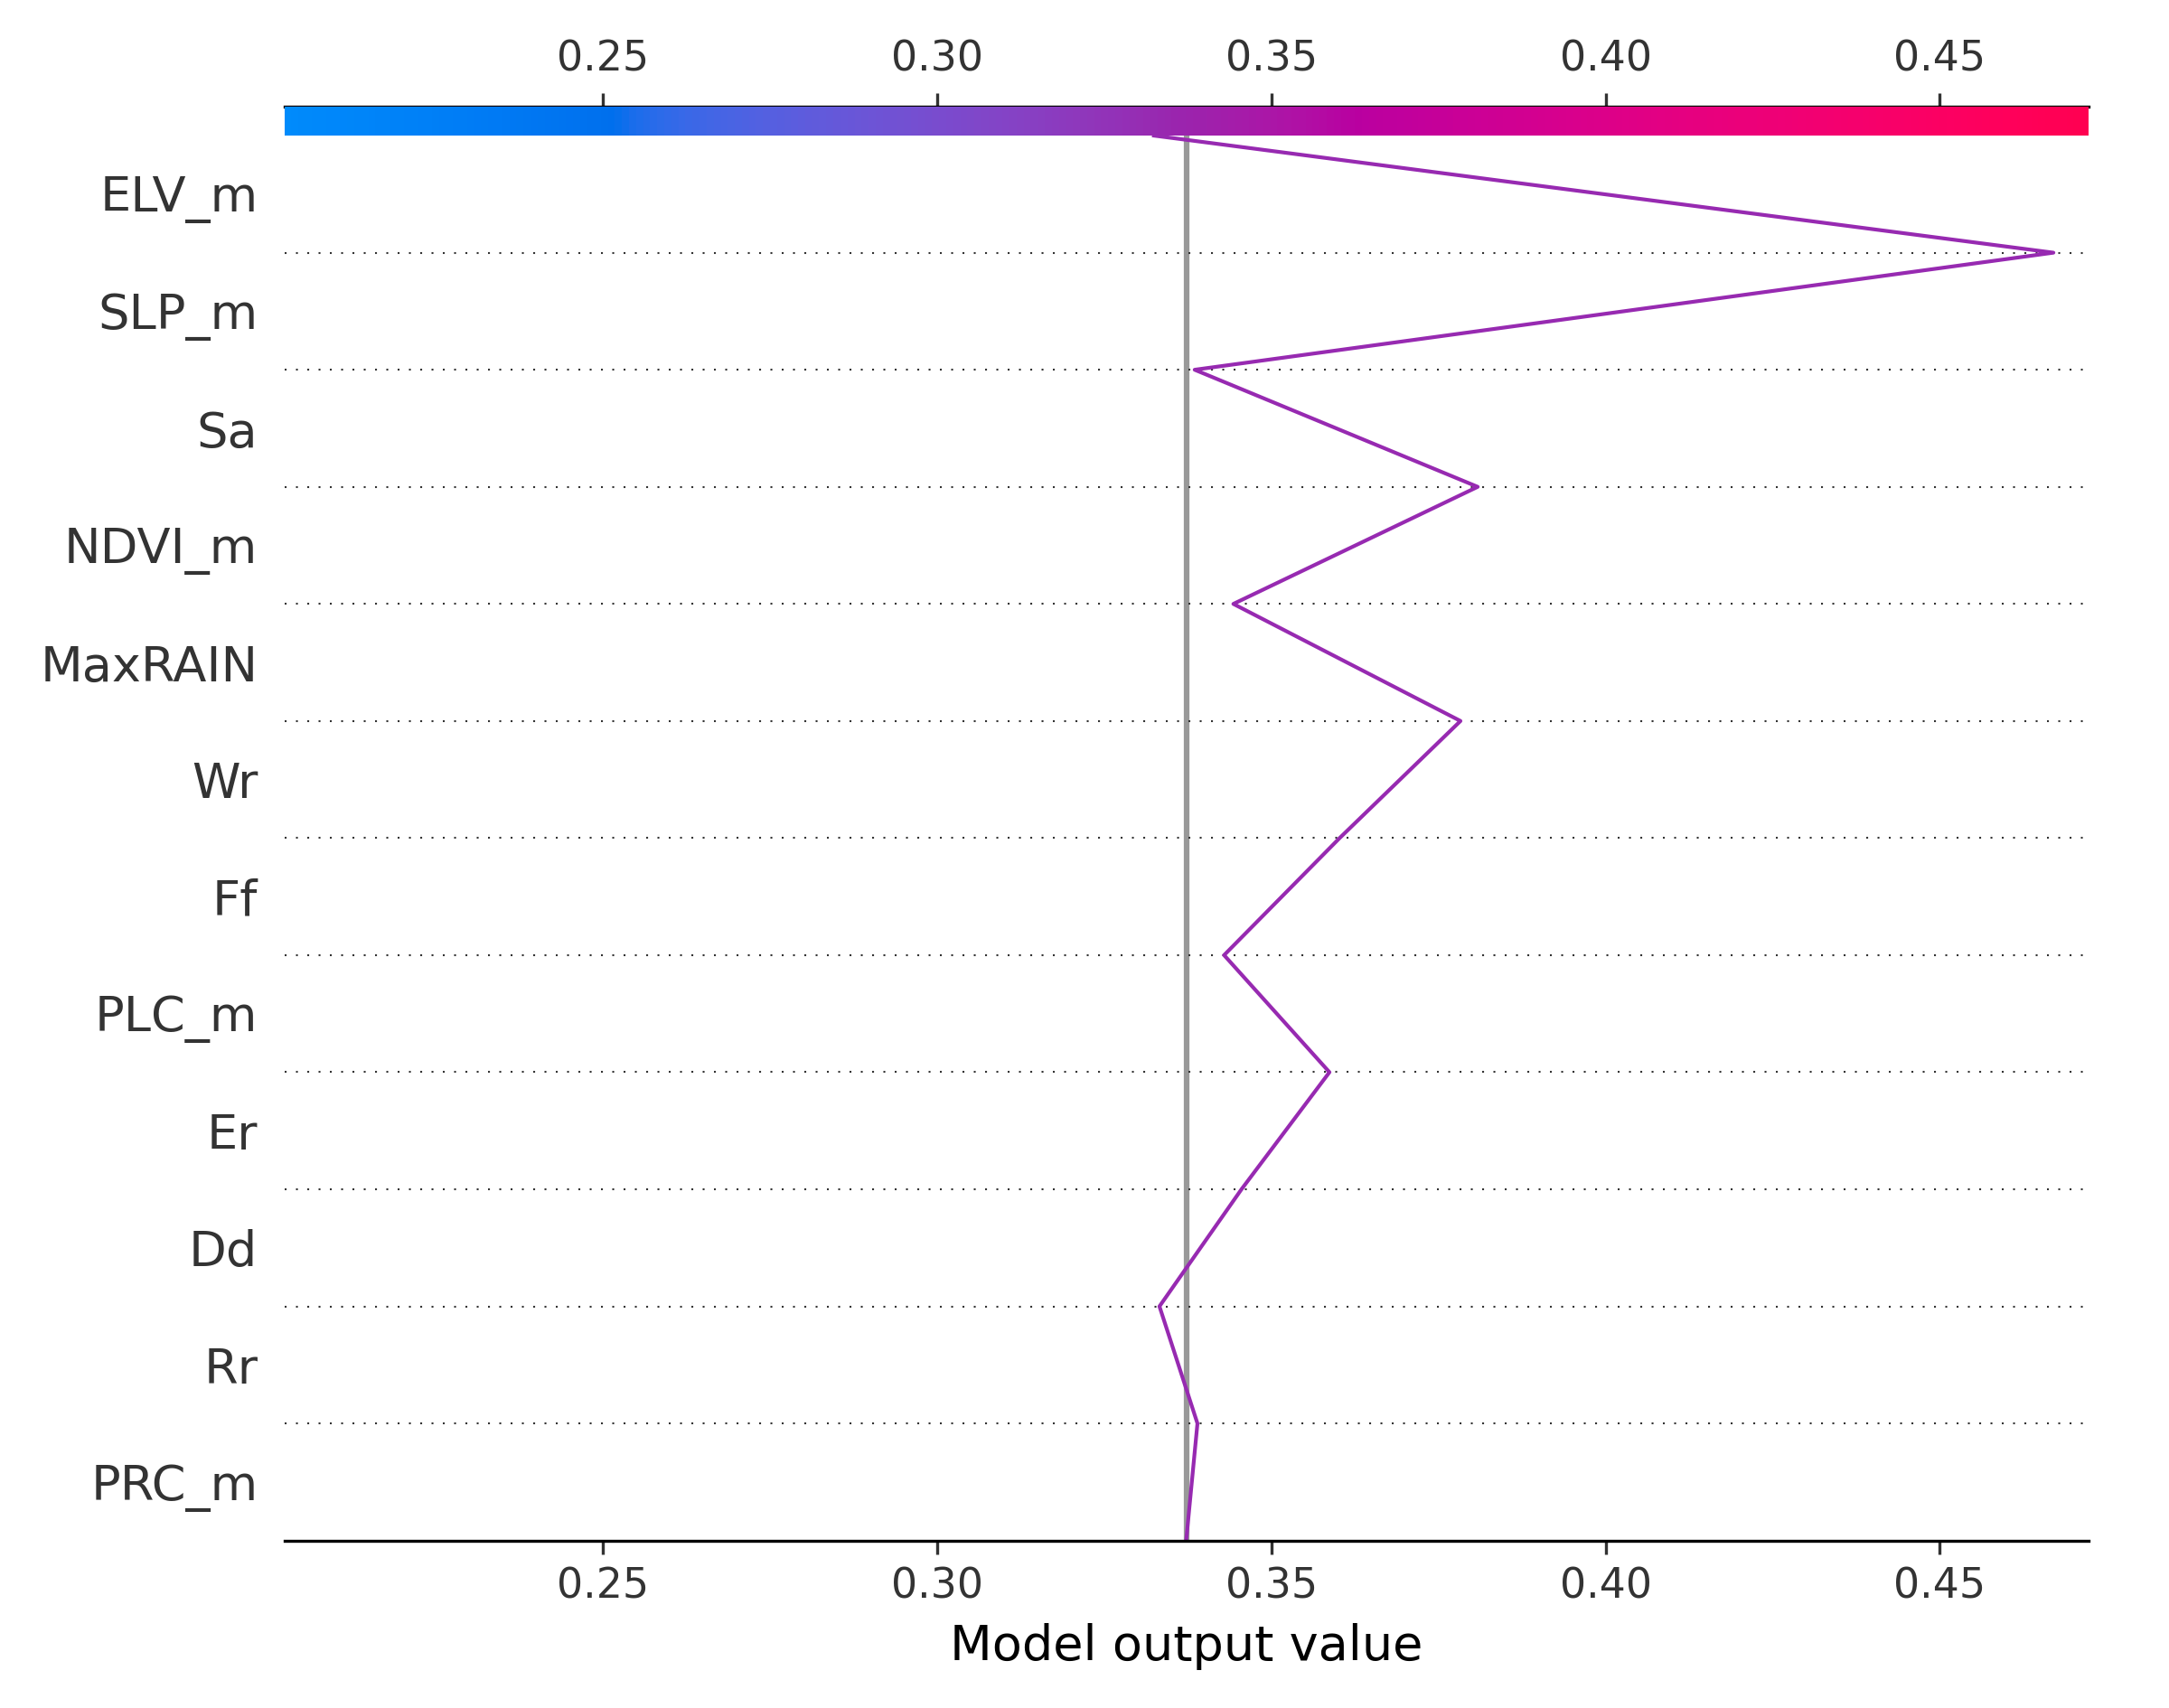 0.25 0.30 0.35 0.40 0.45
ELV_m
SLP_m
Sa
NDVI_m
MaxRAIN
Wr
Ff
PLC_m
Er
Dd
Rr
PRC_m
0.25 0.30 0.35 0.40 0.45
Model output value